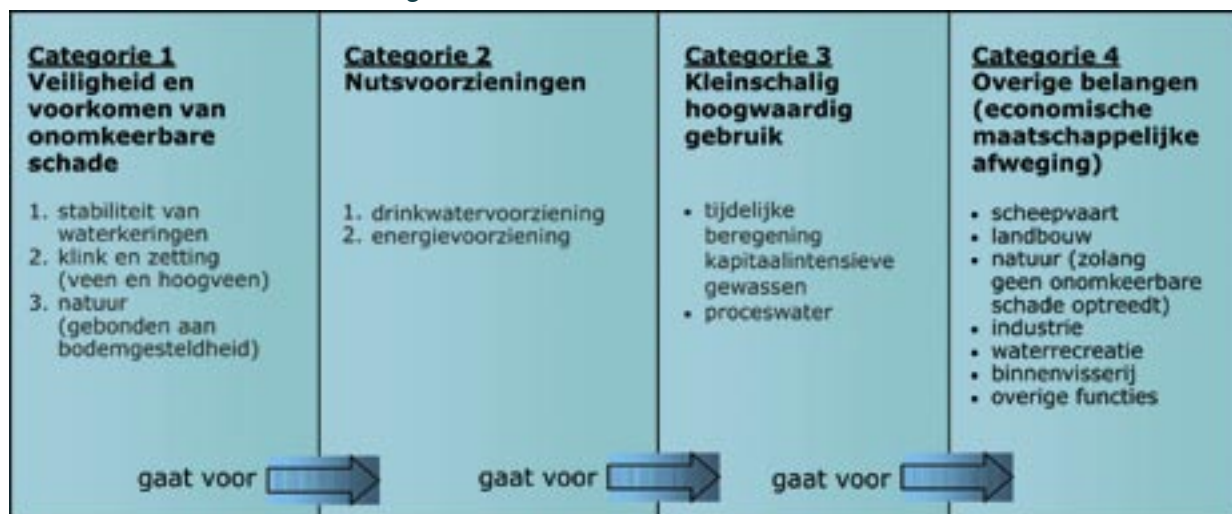 Categorie 1
Veiligheid en
voorkomen van
onomkeerbare
schade
1. stabiliteit van
waterkeringen
2. klink en zetting
(veen en hoogveen)
3. natuur
(gebonden aan
bodemgesteldheid)
gaat voor
Categorie 2
Nutsvoorzieningen
1. drinkwatervoorziening
2. energievoorziening
gaat voor
Categorie 3
Kleinschalig
hoogwaardig
gebruik
• tijdelijke
beregening
kapitaalintensieve
gewassen
• proceswater
gaat voor
Categorie 4
Overige belangen
(economische
maatschappelijke
afweging)
• scheepvaart
• landbouw
• natuur (zolang
geen onomkeerbare
schade optreedt)
• industrie
• waterrecreatie
• binnenvisserij
• overige functies